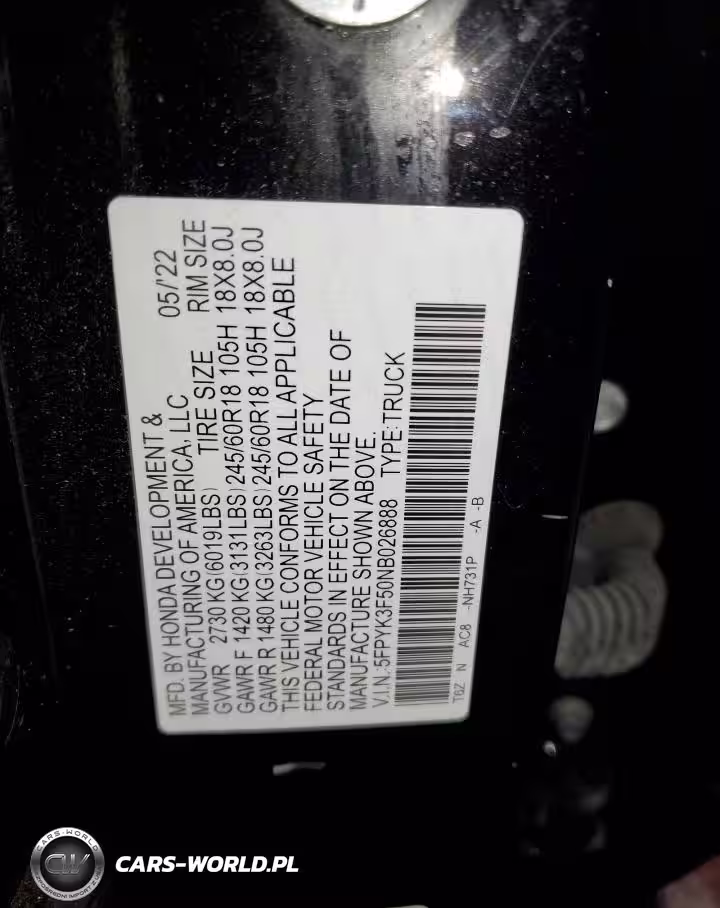 MFD. BY HONDA DEVELOPMENT &
MANUFACTURING OF AMERICA, LLC 05/'22
GVWR 2730 KG(6019LBS) TIRE SIZE RIM SIZE
GAWR F 1420 KG(3131LBS) 245/60R18 105H 18X8.0J
GAWR R 1480 KG(3263LBS) 245/60R18 105H 18X8.0J
THIS VEHICLE CONFORMS TO ALL APPLICABLE
FEDERAL MOTOR VEHICLE SAFETY
STANDARDS IN EFFECT ON THE DATE OF
MANUFACTURE SHOWN ABOVE.
V.I.N.:5FPYK3F50NB026888 TYPE:TRUCK
T6Z N AC8 -NH731P -A -B
CARS-WORLD
CW
CARS-WORLD.PL